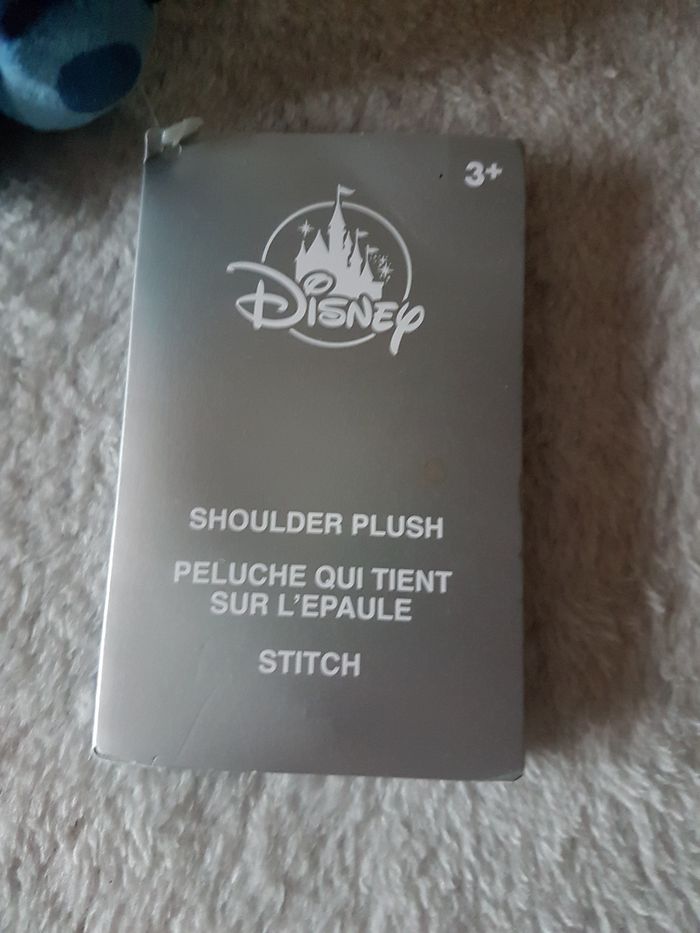 3+
Disney
SHOULDER PLUSH
PELUCHE QUI TIENT
SUR L'EPAULE
STITCH